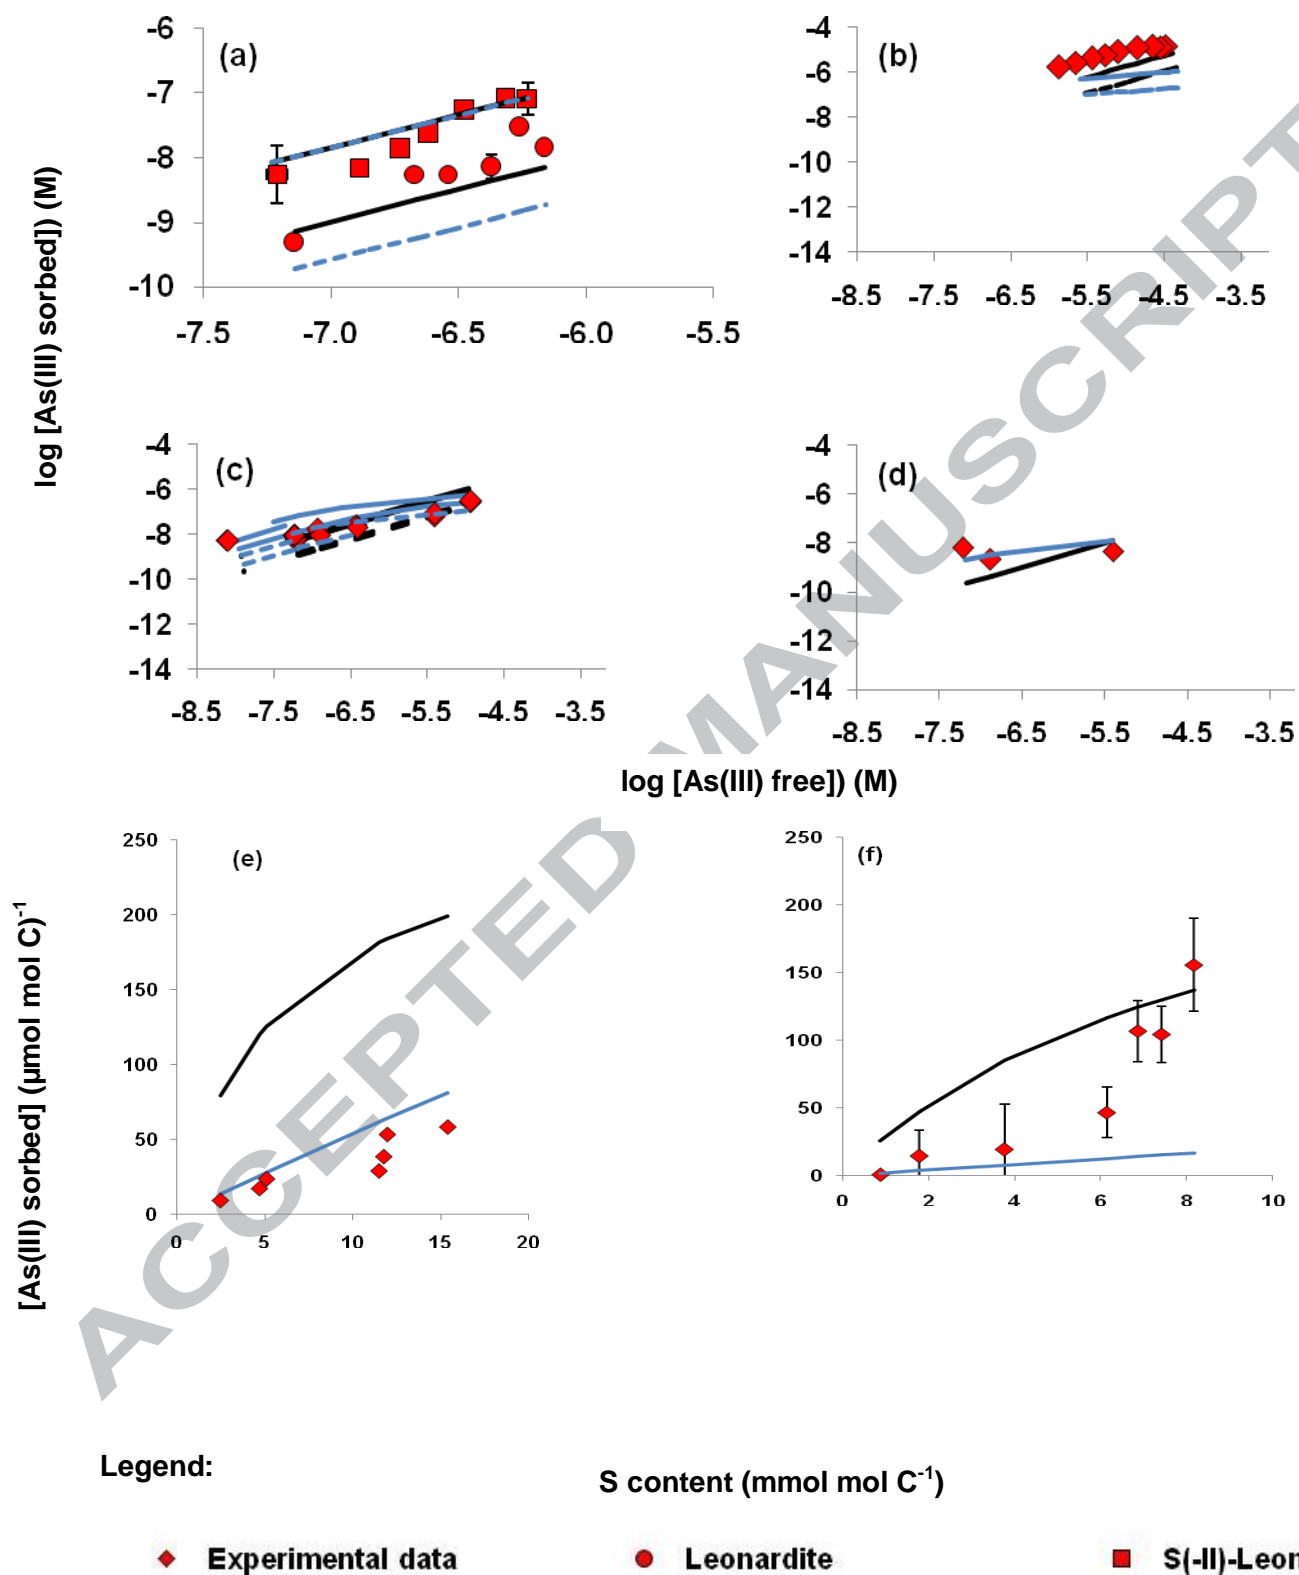 (a)
-6
-7
-8
-9
-10
-7.5 -7.0 -6.5 -6.0 -5.5
(b)
-4
-6
-8
-10
-12
-14
-8.5 -7.5 -6.5 -5.5 -4.5 -3.5
log [As(III) sorbed]) (M)
(c)
-4
-6
-8
-10
-12
-14
-8.5 -7.5 -6.5 -5.5 -4.5 -3.5
(d)
-4
-6
-8
-10
-12
-14
-8.5 -7.5 -6.5 -5.5 -4.5 -3.5
log [As(III) free]) (M)
(e)
250
200
150
100
50
0
0 5 10 15 20
(f)
250
200
150
100
50
0
0 2 4 6 8 10
[As(III) sorbed] (µmol mol C)-1
S content (mmol mol C-1)
Legend:
Experimental data Leonardite S(-II)-Leon
ACCEPTED MANUSCRIPT